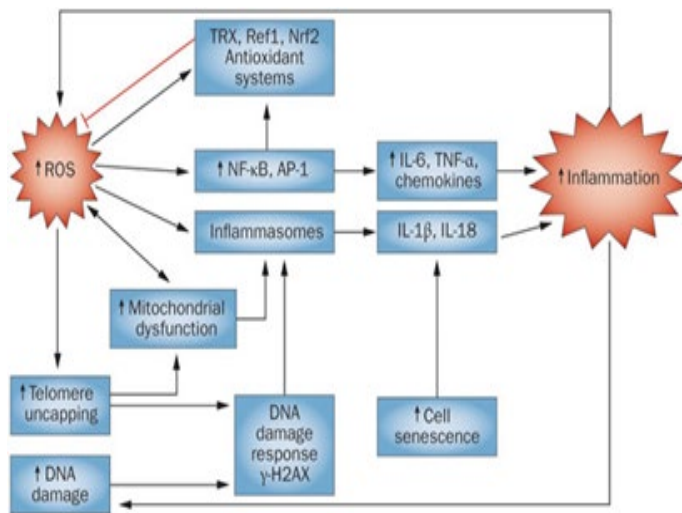 TRX, Ref1, Nrf2
Antioxidant
systems
↑ROS
↑NF-κB, AP-1
↑IL-6, TNF-α,
chemokines
↑Inflammation
Inflammasomes
IL-1β, IL-18
↑Mitochondrial
dysfunction
↑Telomere
uncapping
DNA
damage
response
γ-H2AX
↑Cell
senescence
↑DNA
damage